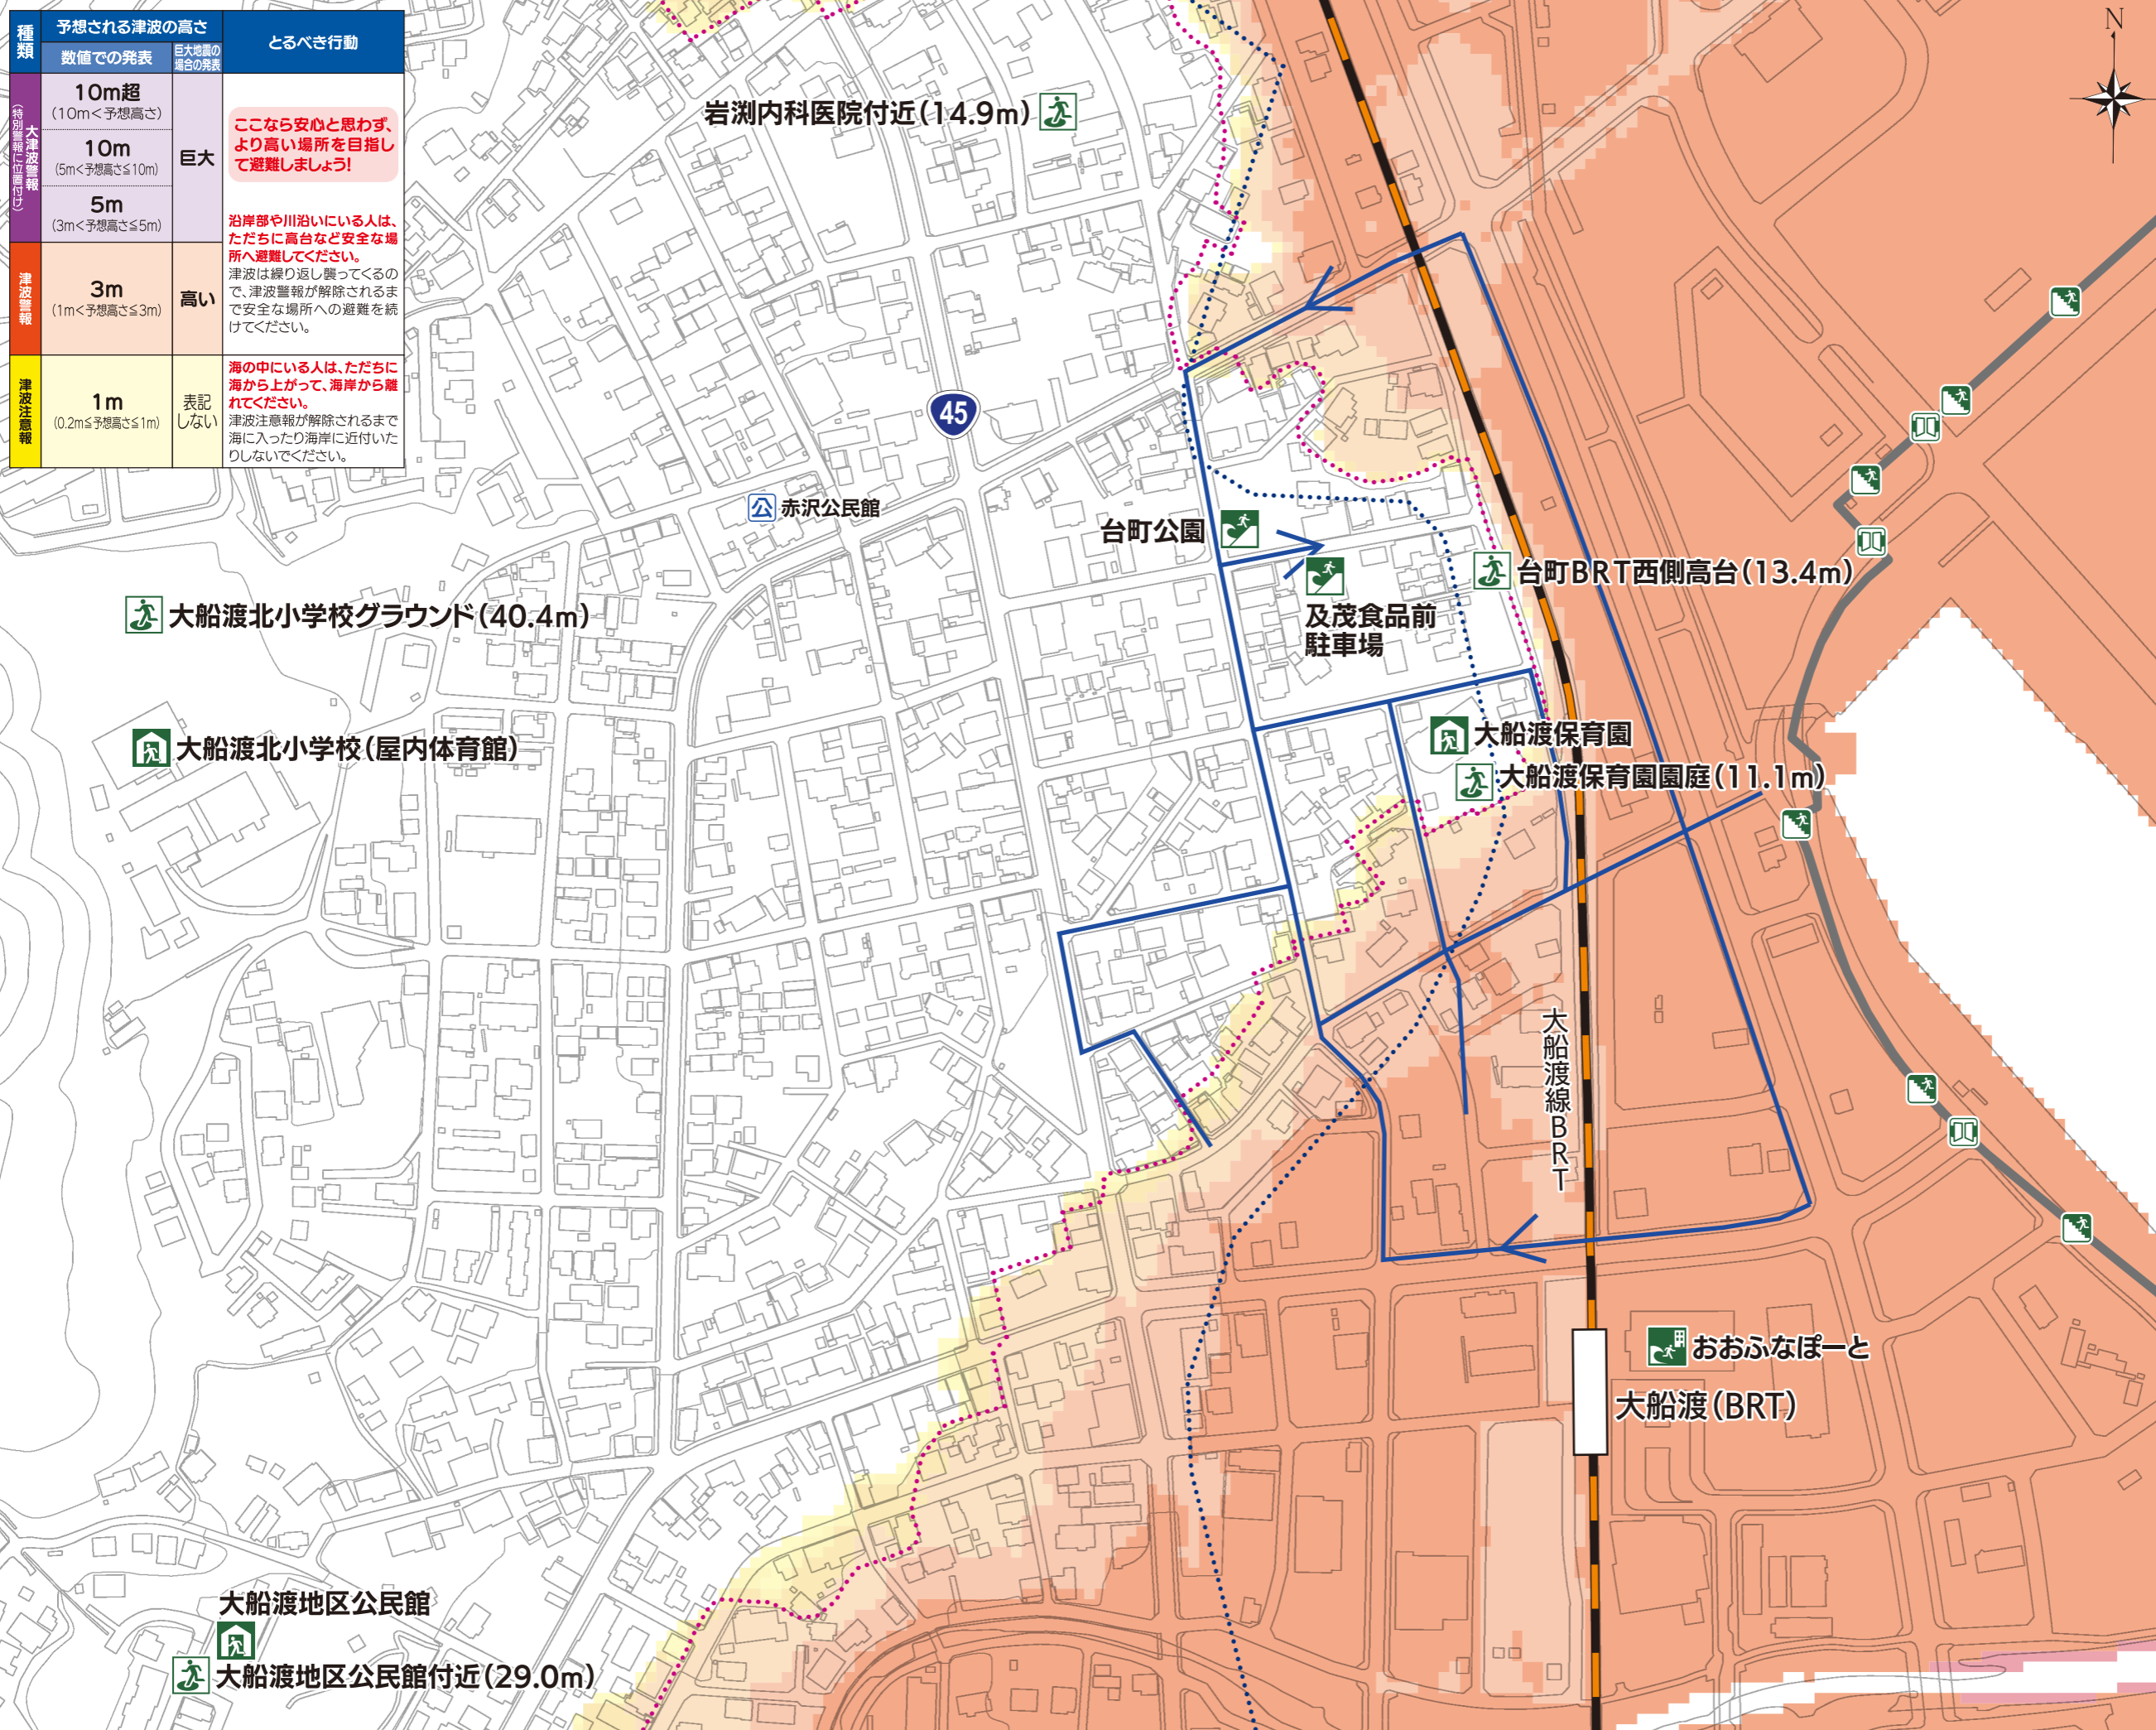 種類
予想される津波の高さ
とるべき行動
数値での発表
巨大地震の
場合の発表
大津波警報
(特別警報に位置付け)
10m超
(10m<予想高さ)
10m
(5m<予想高さ≦10m)
5m
(3m<予想高さ≦5m)
巨大
ここなら安心と思わず、
より高い場所を目指し
て避難しましょう!
沿岸部や川沿いにいる人は、
ただちに高台など安全な場
所へ避難してください。
津波は繰り返し襲ってくるの
で、津波警報が解除されるま
で安全な場所への避難を続
けてください。
津波警報
3m
(1m<予想高さ≦3m)
高い
津波注意報
1m
(0.2m≦予想高さ≦1m)
表記
しない
海の中にいる人は、ただちに
海から上がって、海岸から離
れてください。
津波注意報が解除されるまで
海に入ったり海岸に近付いた
りしないでください。
N
岩渕内科医院付近(14.9m)
45
公 赤沢公民館
台町公園
及茂食品前
駐車場
台町BRT西側高台(13.4m)
大船渡北小学校グラウンド(40.4m)
大船渡北小学校(屋内体育館)
大船渡保育園
大船渡保育園園庭(11.1m)
大船渡線BRT
おおふなぽーと
大船渡(BRT)
大船渡地区公民館
大船渡地区公民館付近(29.0m)